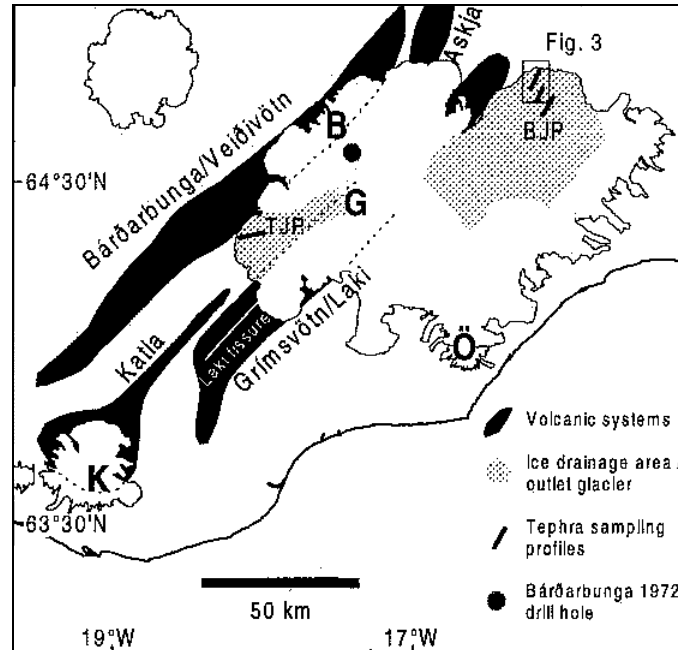 Fig. 3
Askja
B
BJP
Bárðarbunga/Veiðivötn
64°30'N
G
TJP
Laki fissure
Grímsvötn/Laki
Katla
Ö
K
63°30'N
Volcanic systems
Ice drainage area
outlet glacier
Tephra sampling
profiles
Bárðarbunga 1972
drill hole
50 km
19°W
17°W